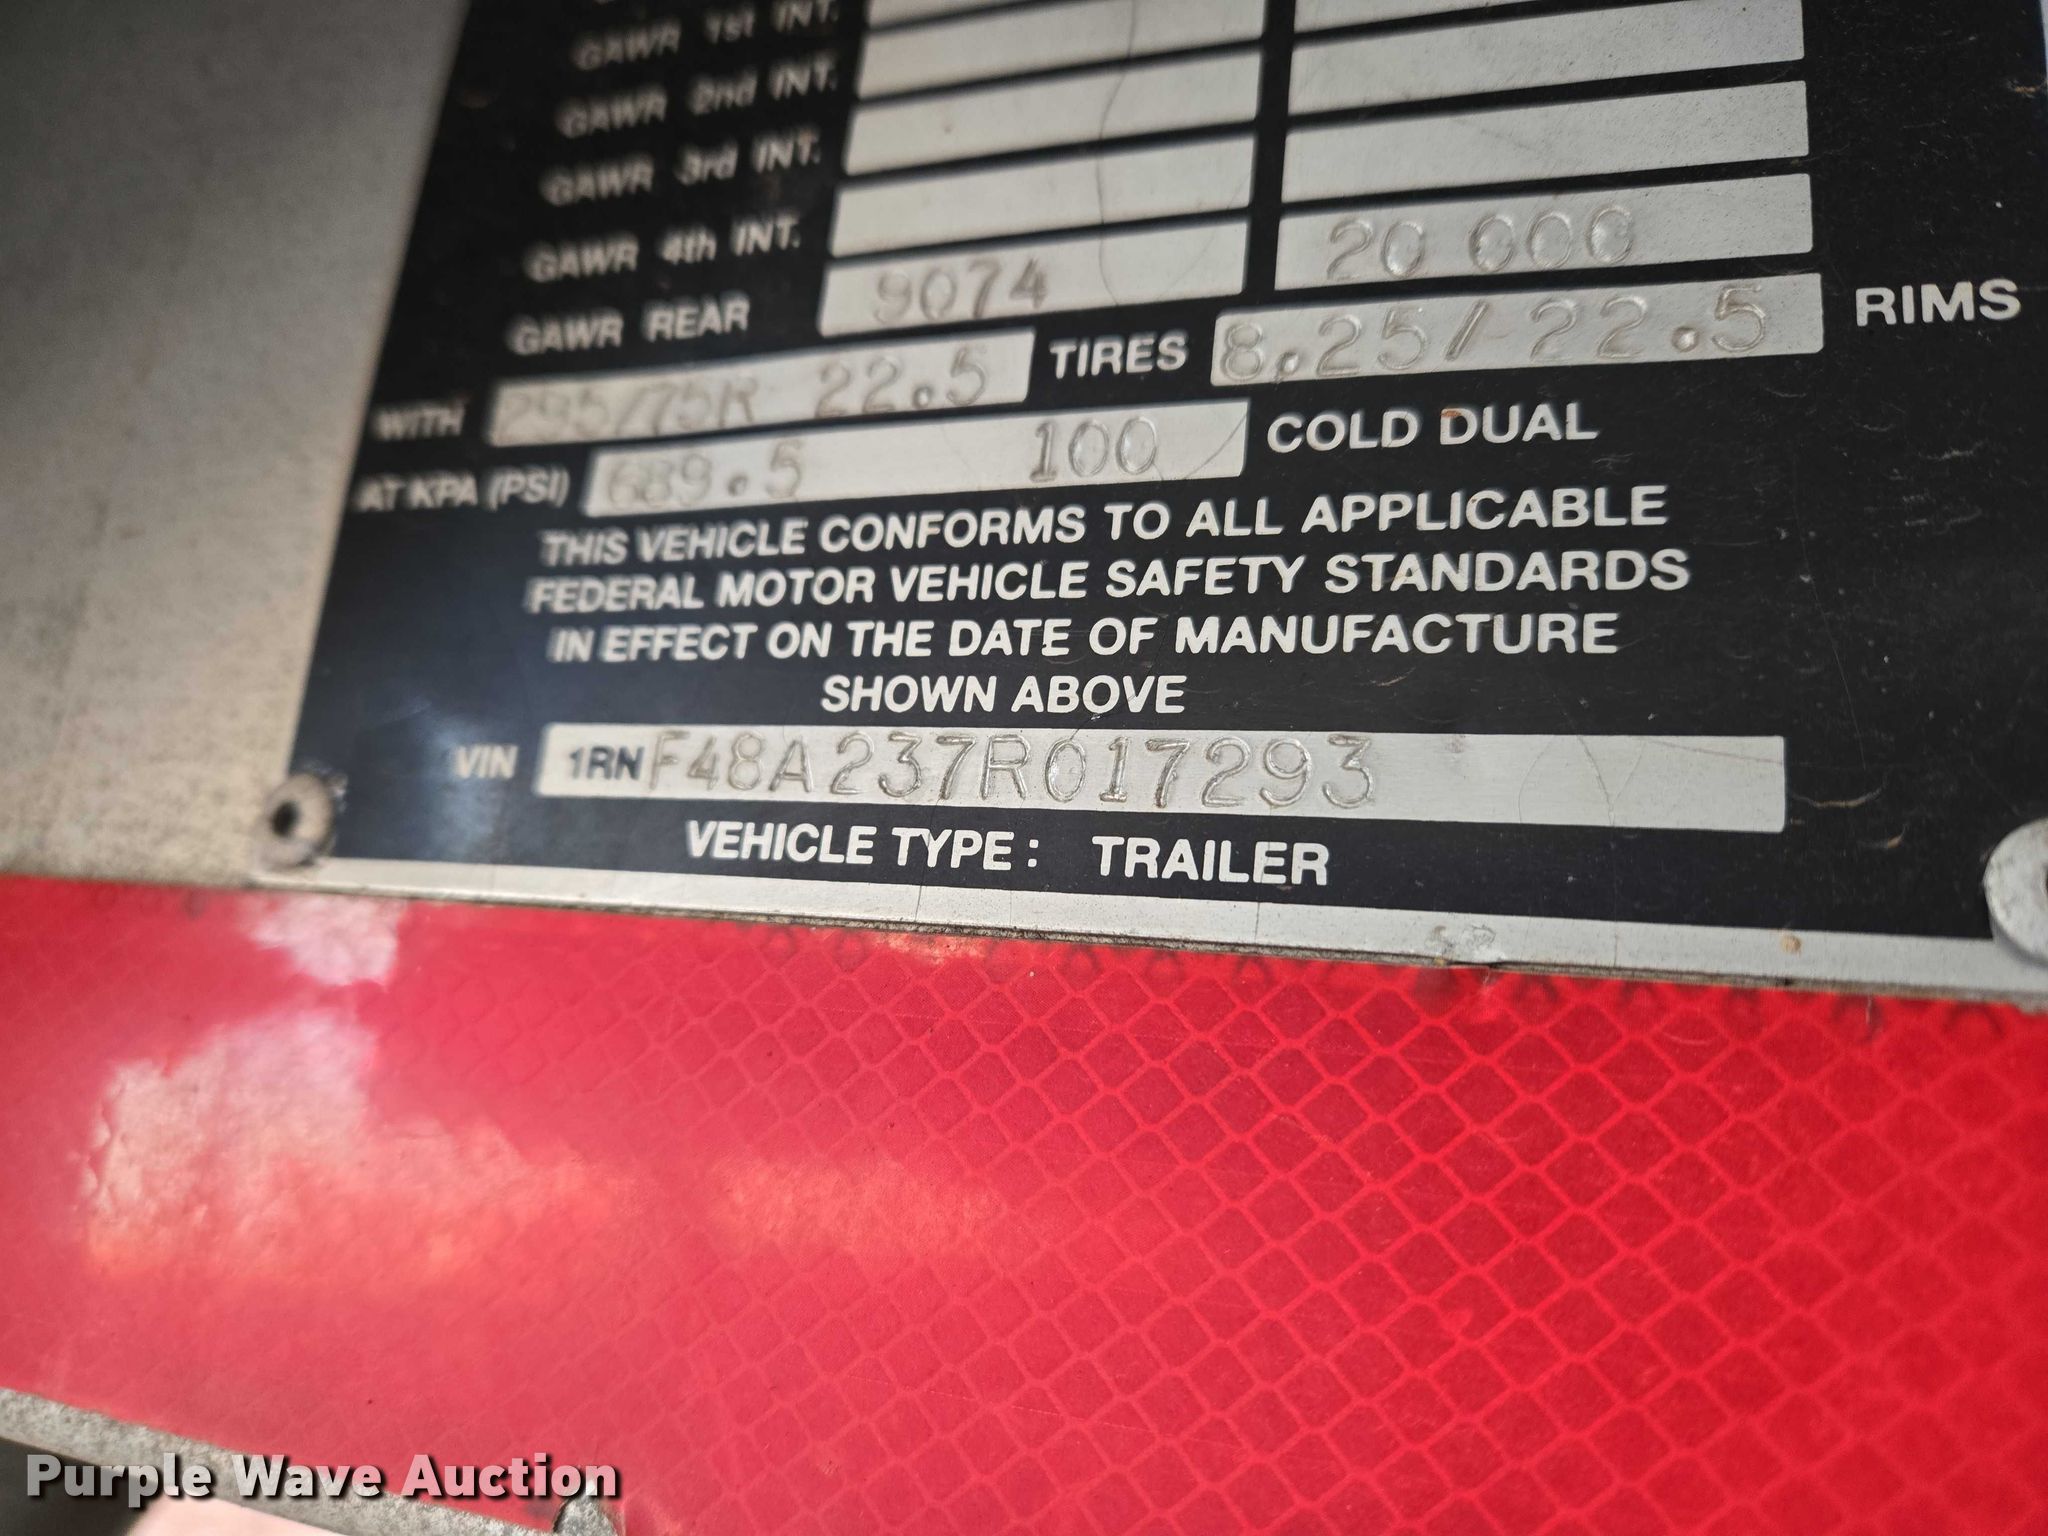 GAWR 1st INT.
GAWR 2nd INT.
GAWR 3rd INT.
GAWR 4th INT.
GAWR REAR 9074 20 000
WITH 295/75R 22.5 TIRES 8.25/22.5 RIMS
AT KPA (PSI) 689.5 100 COLD DUAL
THIS VEHICLE CONFORMS TO ALL APPLICABLE
FEDERAL MOTOR VEHICLE SAFETY STANDARDS
IN EFFECT ON THE DATE OF MANUFACTURE
SHOWN ABOVE
VIN 1RNF48A237R017293
VEHICLE TYPE: TRAILER
Purple Wave Auction